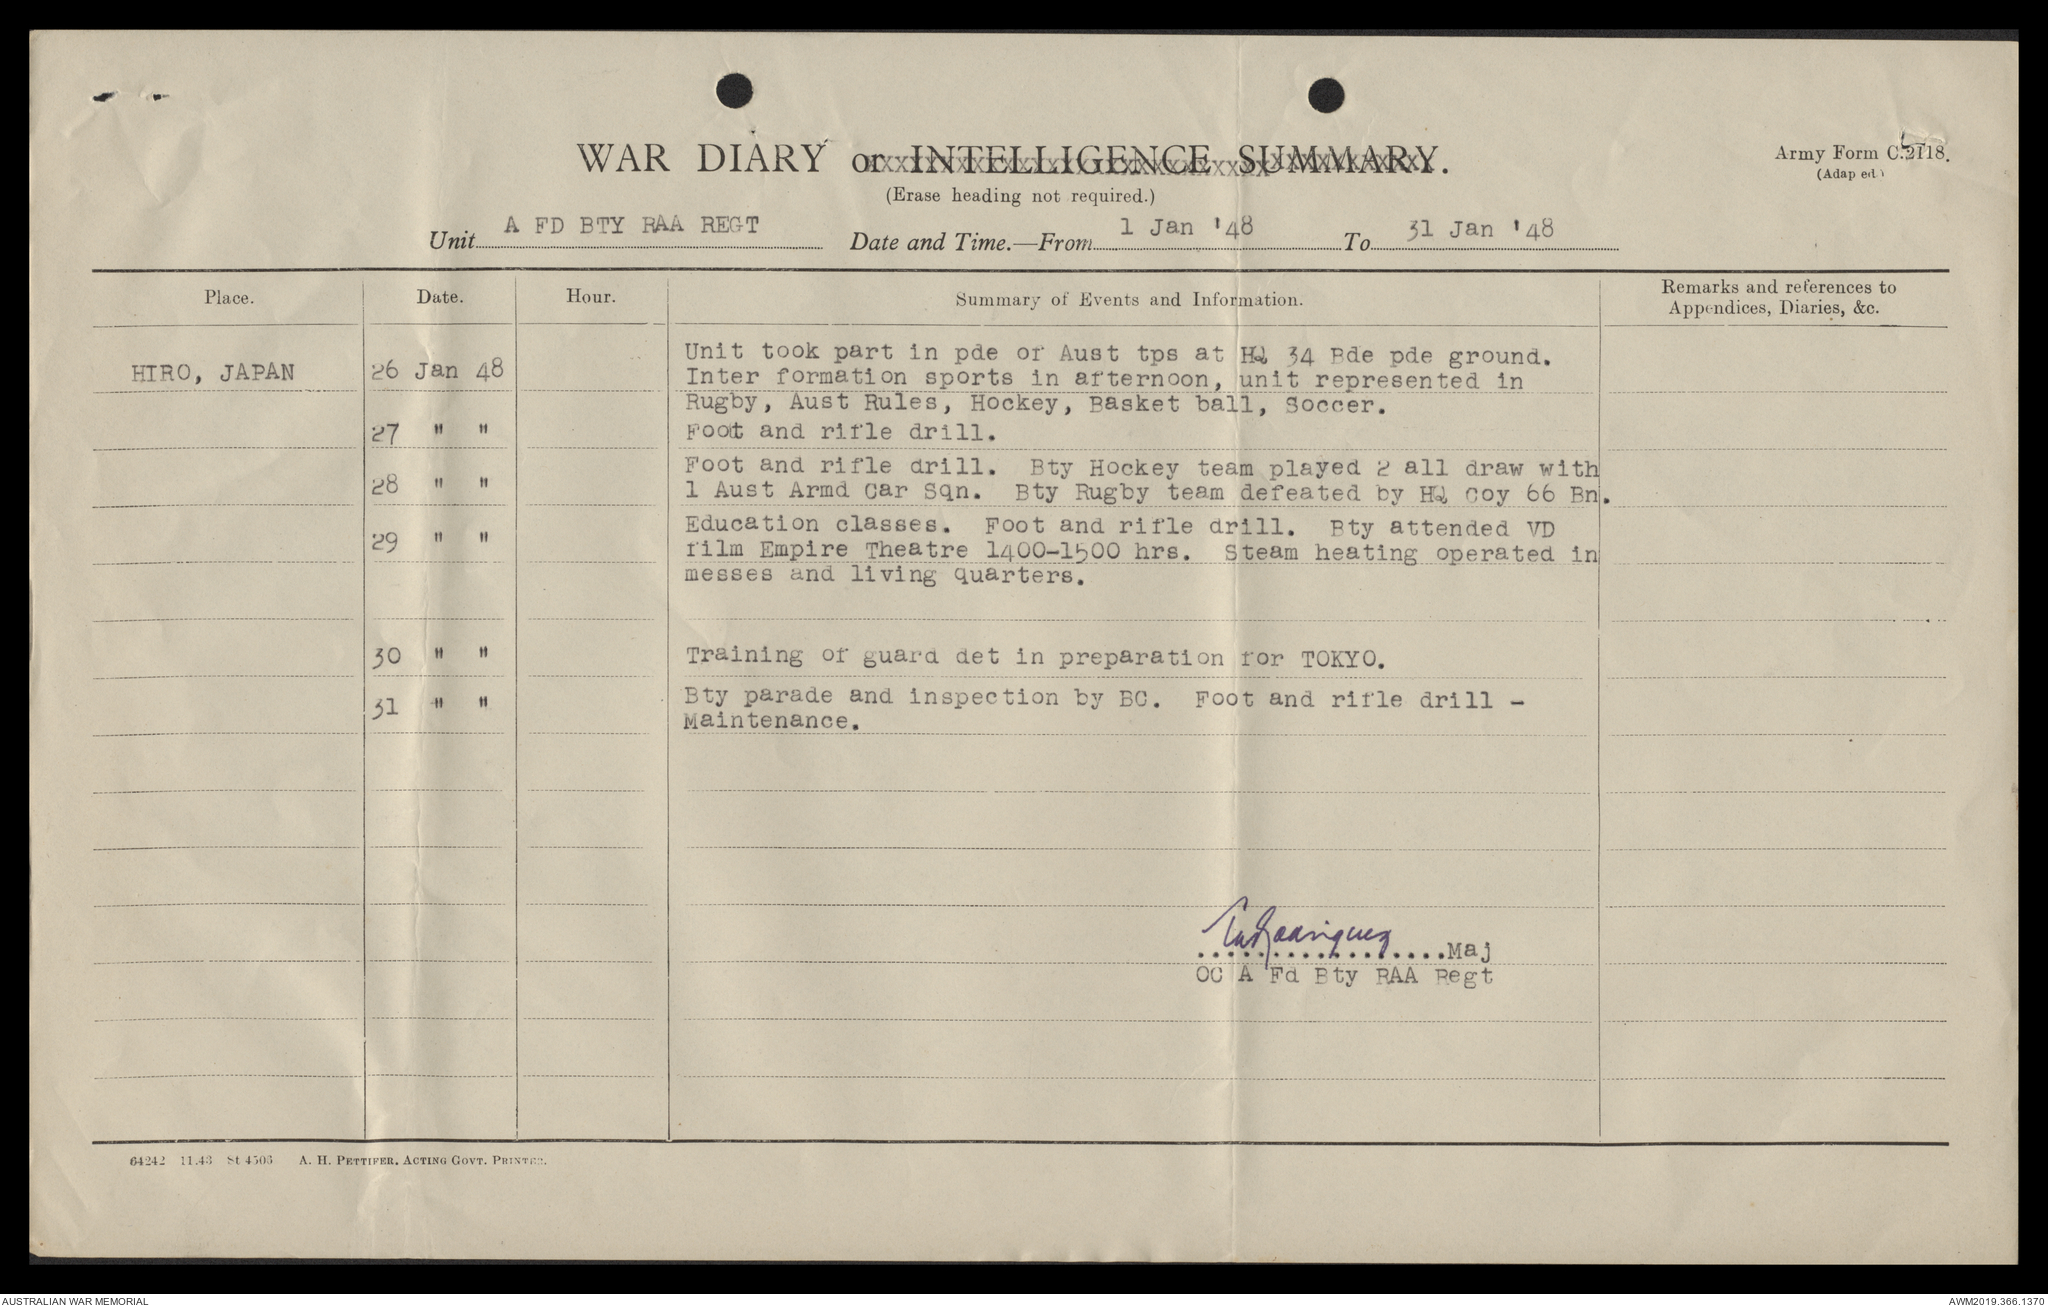 WAR DIARY or INTELLIGENCE SUMMARY.
(Erase heading not required.)
Army Form C.2118.
(Adapted)
Unit A FD BTY RAA REGT Date and Time.—From 1 Jan '48 To 31 Jan '48
Place. Date. Hour. Summary of Events and Information. Remarks and references to
Appendices, Diaries, &c.
HIRO, JAPAN 26 Jan 48 Unit took part in pde of Aust tps at HQ 34 Bde pde ground.
Inter formation sports in afternoon, unit represented in
Rugby, Aust Rules, Hockey, Basket ball, Soccer.
27 " " Foot and rifle drill.
28 " " Foot and rifle drill. Bty Hockey team played 2 all draw with
1 Aust Armd Car Sqn. Bty Rugby team defeated by HQ Coy 66 Bn.
29 " " Education classes. Foot and rifle drill. Bty attended VD
film Empire Theatre 1400-1500 hrs. Steam heating operated in
messes and living quarters.
30 " " Training of guard det in preparation for TOKYO.
31 " " Bty parade and inspection by BC. Foot and rifle drill -
Maintenance.
Rodriguez .................Maj
OC A Fd Bty RAA Regt
64242 11.43 St 4506 A. H. PETTIFER, ACTING GOVT. PRINTER.
AUSTRALIAN WAR MEMORIAL
AWM2019.366.1370